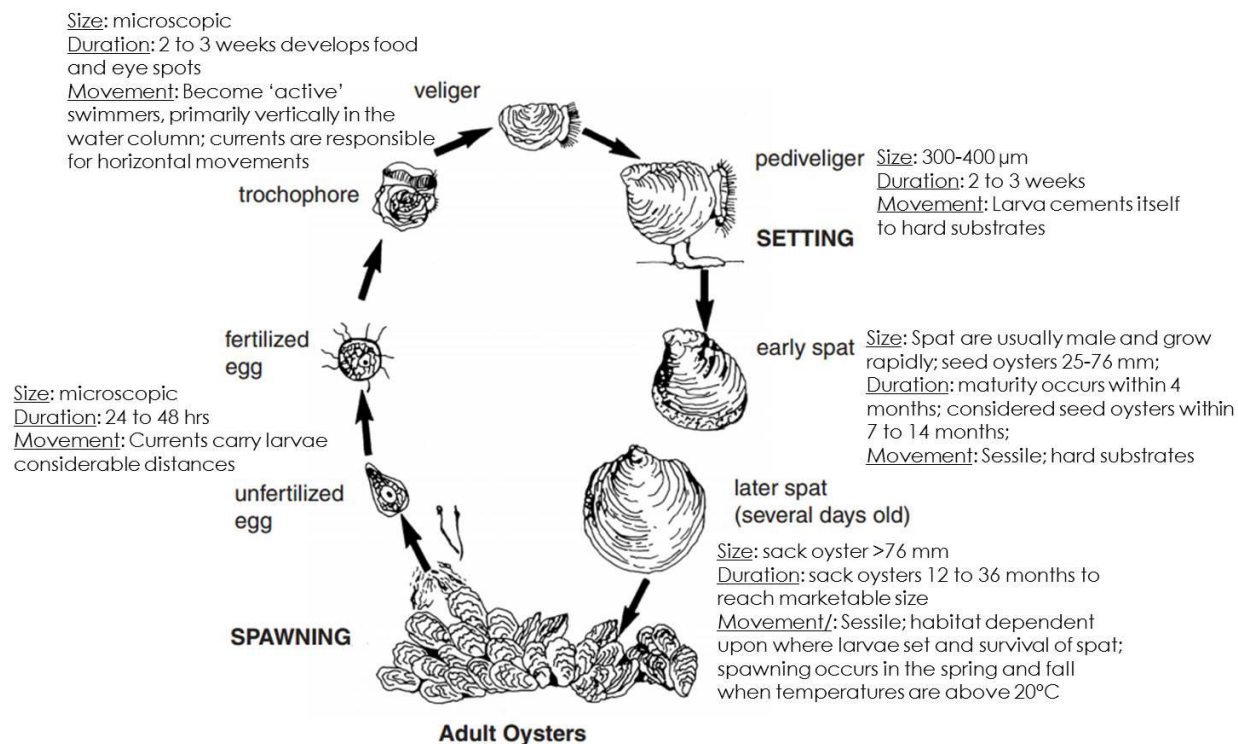 Size: microscopic
Duration: 2 to 3 weeks develops food
and eye spots
Movement: Become ‘active’
swimmers, primarily vertically in the
water column; currents are responsible
for horizontal movements
veliger
trochophore
pediveliger
SETTING
Size: 300-400 µm
Duration: 2 to 3 weeks
Movement: Larva cements itself
to hard substrates
fertilized
egg
early spat
Size: Spat are usually male and grow
rapidly; seed oysters 25-76 mm;
Duration: maturity occurs within 4
months; considered seed oysters within
7 to 14 months;
Movement: Sessile; hard substrates
Size: microscopic
Duration: 24 to 48 hrs
Movement: Currents carry larvae
considerable distances
unfertilized
egg
later spat
(several days old)
Size: sack oyster >76 mm
Duration: sack oysters 12 to 36 months to
reach marketable size
Movement/: Sessile; habitat dependent
upon where larvae set and survival of spat;
spawning occurs in the spring and fall
when temperatures are above 20ºC
SPAWNING
Adult Oysters